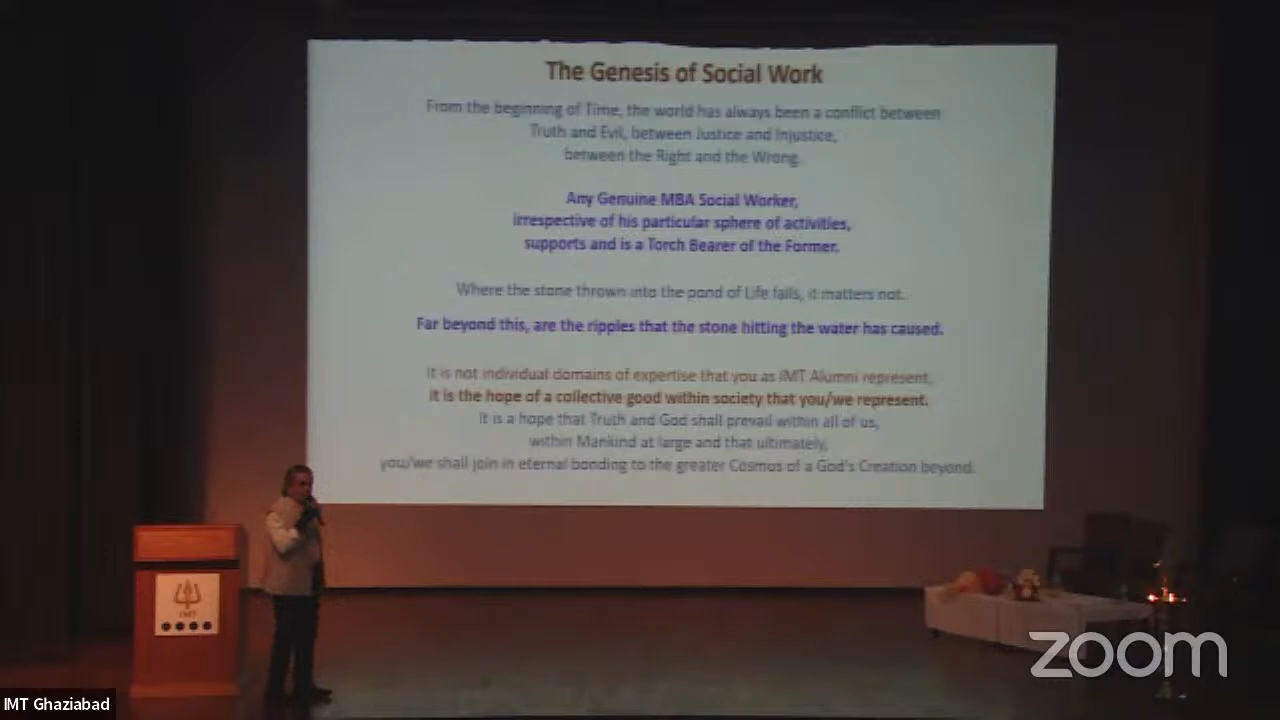 The Genesis of Social Work
From the beginning of Time, the world has always been a conflict between
Truth and Evil, between Justice and Injustice,
between the Right and the Wrong.
Any Genuine MBA Social Worker,
irrespective of his particular sphere of activities,
supports and is a Torch Bearer of the Former.
Where the stone thrown into the pond of Life falls, it matters not.
Far beyond this, are the ripples that the stone hitting the water has caused.
It is not individual domains of expertise that you as IMT Alumni represent,
it is the hope of a collective good within society that you/we represent.
It is a hope that Truth and God shall prevail within all of us,
within Mankind at large and that ultimately,
you/we shall join in eternal bonding to the greater Cosmos of a God's Creation beyond.
IMT
zoom
IMT Ghaziabad